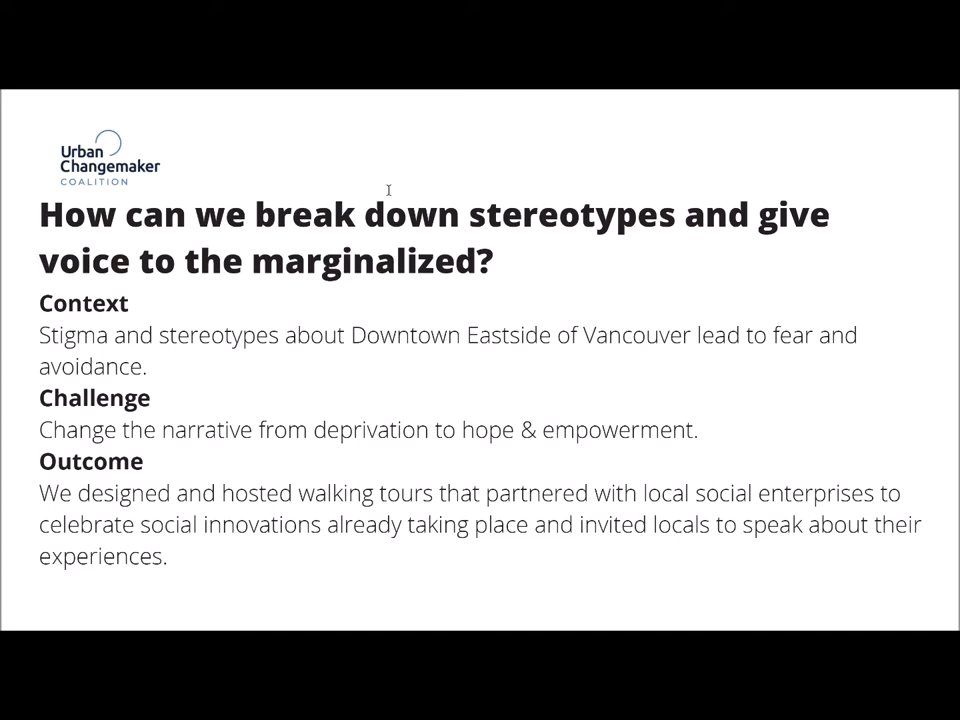 Urban
Changemaker
COALITION
How can we break down stereotypes and give
voice to the marginalized?
Context
Stigma and stereotypes about Downtown Eastside of Vancouver lead to fear and
avoidance.
Challenge
Change the narrative from deprivation to hope & empowerment.
Outcome
We designed and hosted walking tours that partnered with local social enterprises to
celebrate social innovations already taking place and invited locals to speak about their
experiences.